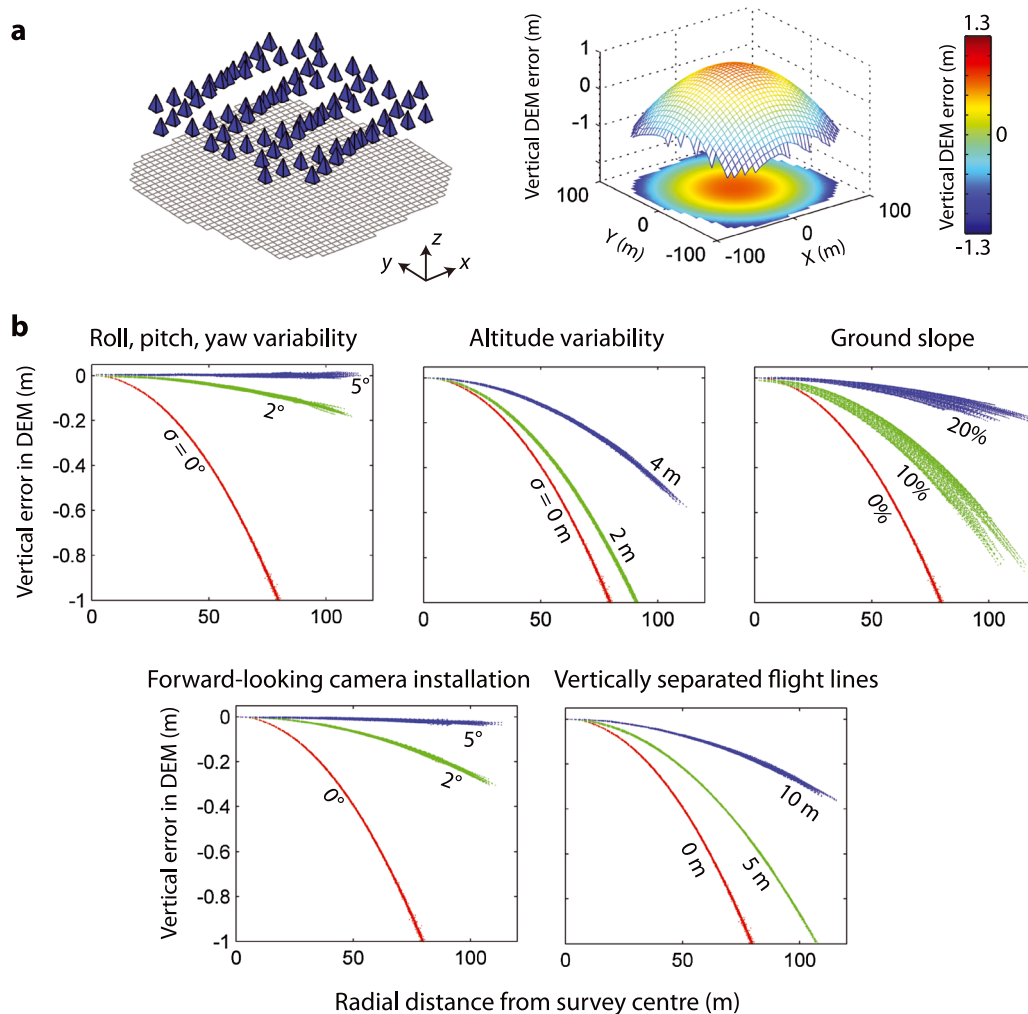 a
Vertical DEM error (m)
1
0
-1
100
0
-100
Y (m)
-100
0
100
X (m)
1.3
Vertical DEM error (m)
0
-1.3
z
y
x
b
Roll, pitch, yaw variability
Altitude variability
Ground slope
Vertical error in DEM (m)
0
-0.2
-0.4
-0.6
-0.8
-1
5°
2°
σ = 0°
0
50
100
4 m
σ = 0 m
2 m
0
50
100
20%
10%
0%
0
50
100
Forward-looking camera installation
Vertically separated flight lines
Vertical error in DEM (m)
0
-0.2
-0.4
-0.6
-0.8
-1
5°
2°
0°
0
50
100
10 m
0 m
5 m
0
50
100
Radial distance from survey centre (m)